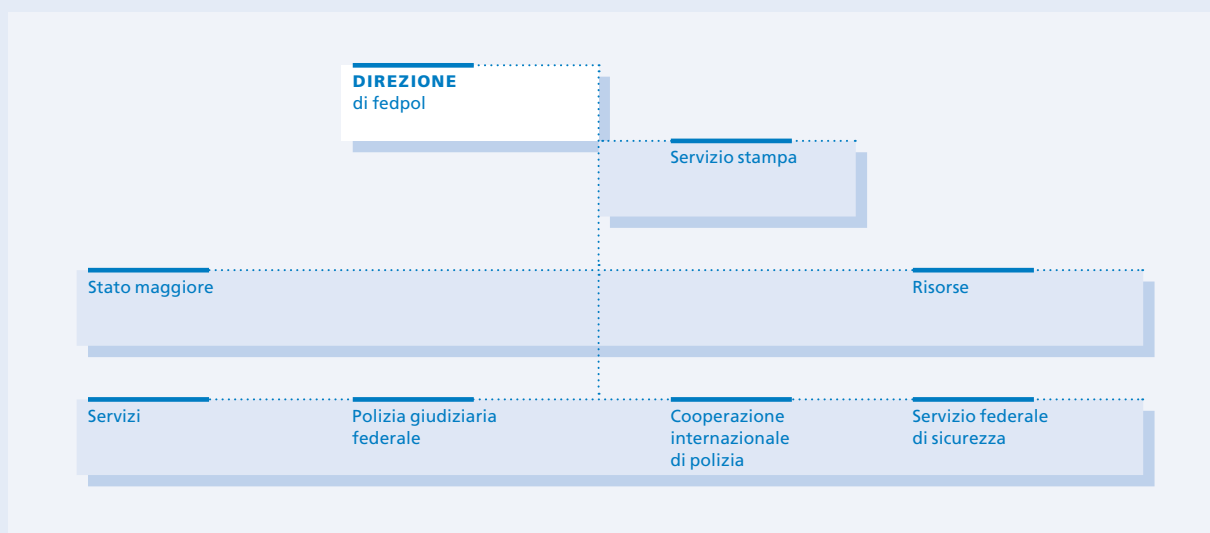 DIREZIONE
di fedpol
Servizio stampa
Stato maggiore
Risorse
Servizi
Polizia giudiziaria
federale
Cooperazione
internazionale
di polizia
Servizio federale
di sicurezza